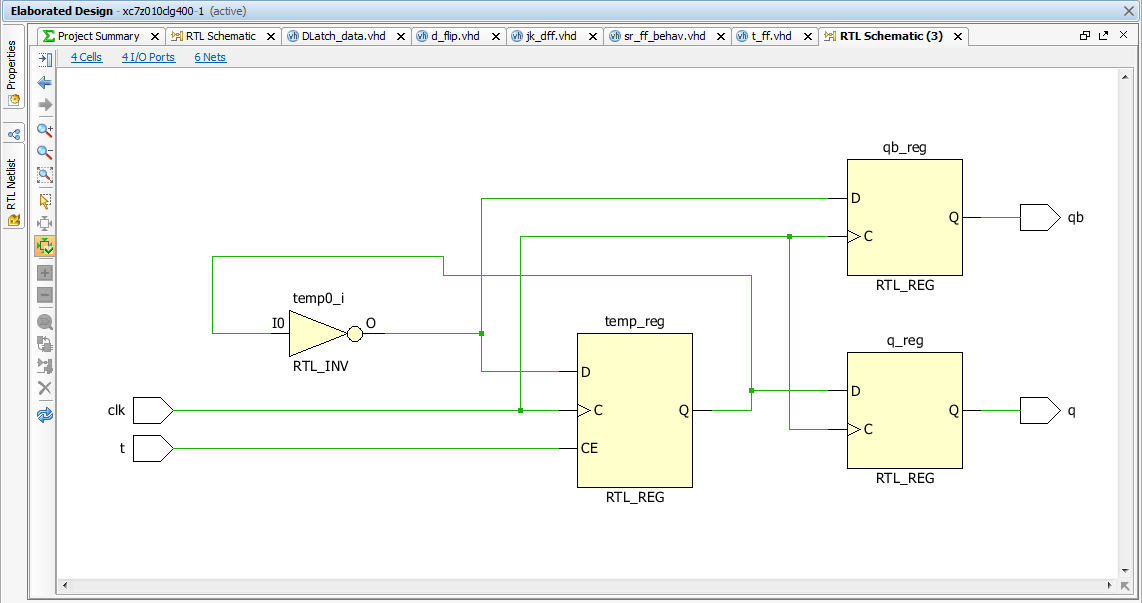 Elaborated Design - xc7z010clg400-1 (active)
Properties
RTL Netlist
Project Summary
RTL Schematic
DLatch_data.vhd
d_flip.vhd
jk_dff.vhd
sr_ff_behav.vhd
t_ff.vhd
RTL Schematic (3)
4 Cells
4 I/O Ports
6 Nets
qb_reg
D
Q
C
qb
RTL_REG
temp0_i
I0
O
RTL_INV
temp_reg
D
C
Q
CE
RTL_REG
q_reg
D
Q
C
q
RTL_REG
clk
t